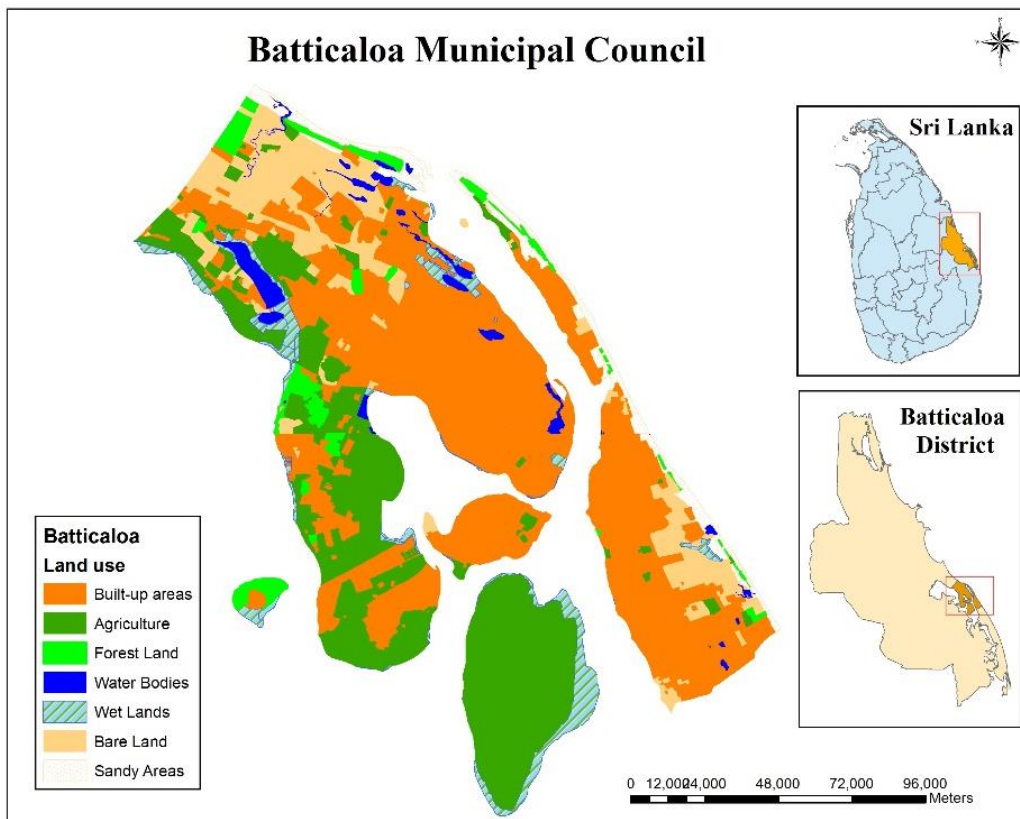 Batticaloa Municipal Council
Sri Lanka
Batticaloa
District
Batticaloa
Land use
Built-up areas
Agriculture
Forest Land
Water Bodies
Wet Lands
Bare Land
Sandy Areas
0 12,000 24,000 48,000 72,000 96,000
Meters